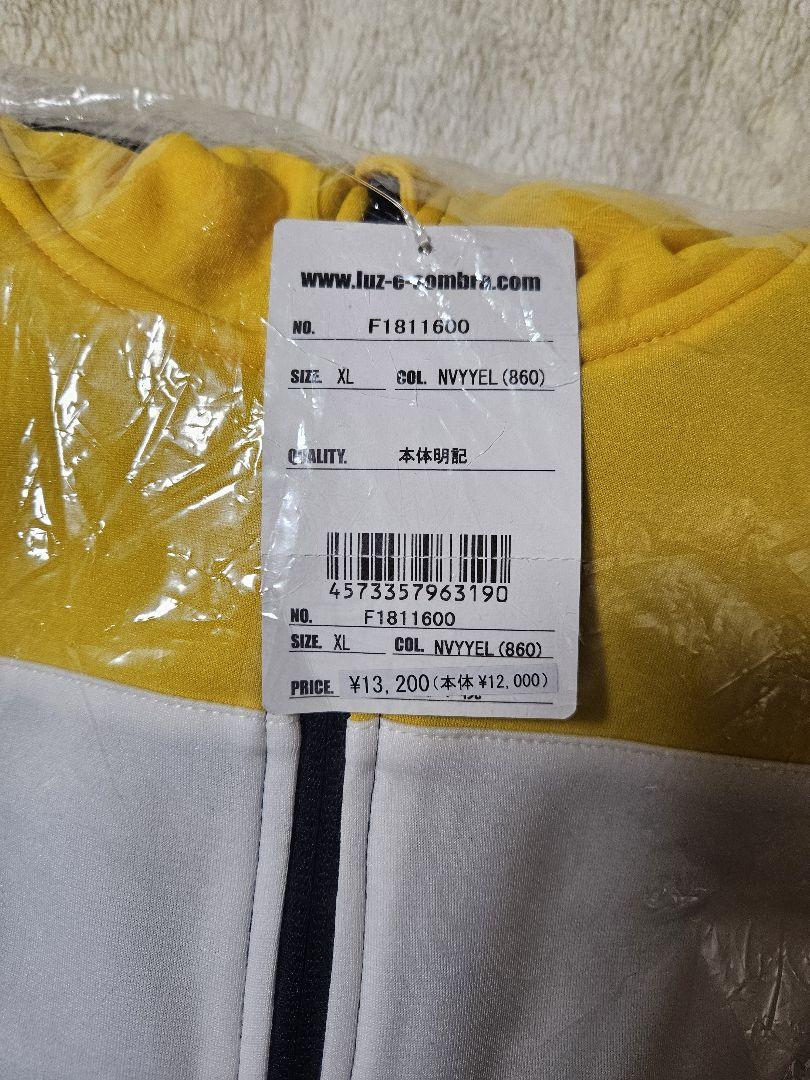 www.luz-e-sombra.com
NO. F1811600
SIZE. XL COL. NVYYEL(860)
QUALITY. 本体明記
4573357963190
NO. F1811600
SIZE. XL COL. NVYYEL(860)
PRICE. ¥13,200(本体¥12,000)